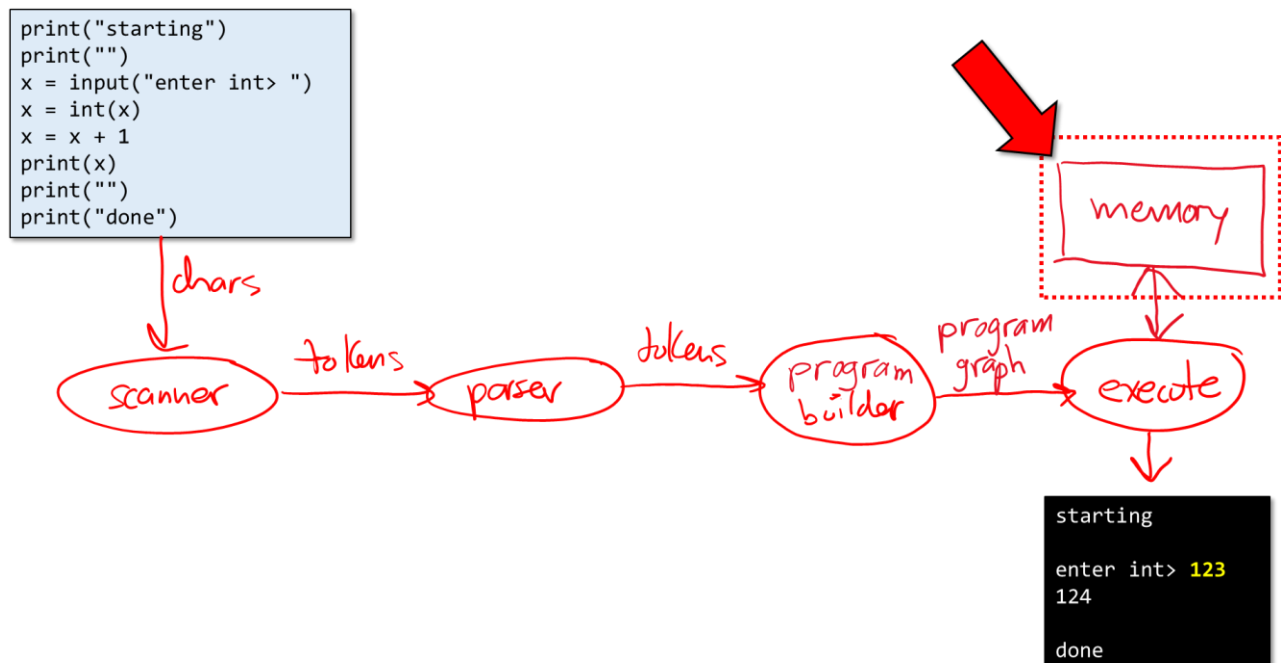 print("starting")
print("")
x = input("enter int> ")
x = int(x)
x = x + 1
print(x)
print("")
print("done")
memory
chars
scanner
tokens
parser
tokens
program
builder
program
graph
execute
starting
enter int> 123
124
done